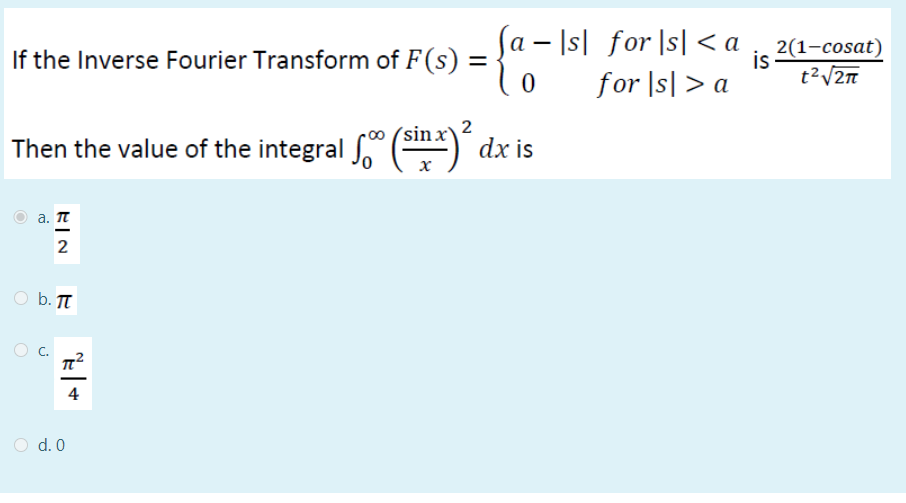 If the Inverse Fourier Transform of F(s) = { a − |s| for |s| < a
0 for |s| > a is 2(1−cosat) / t²√2π
Then the value of the integral ∫₀^∞ (sin x / x)² dx is
a. π/2
b. π
c. π²/4
d. 0